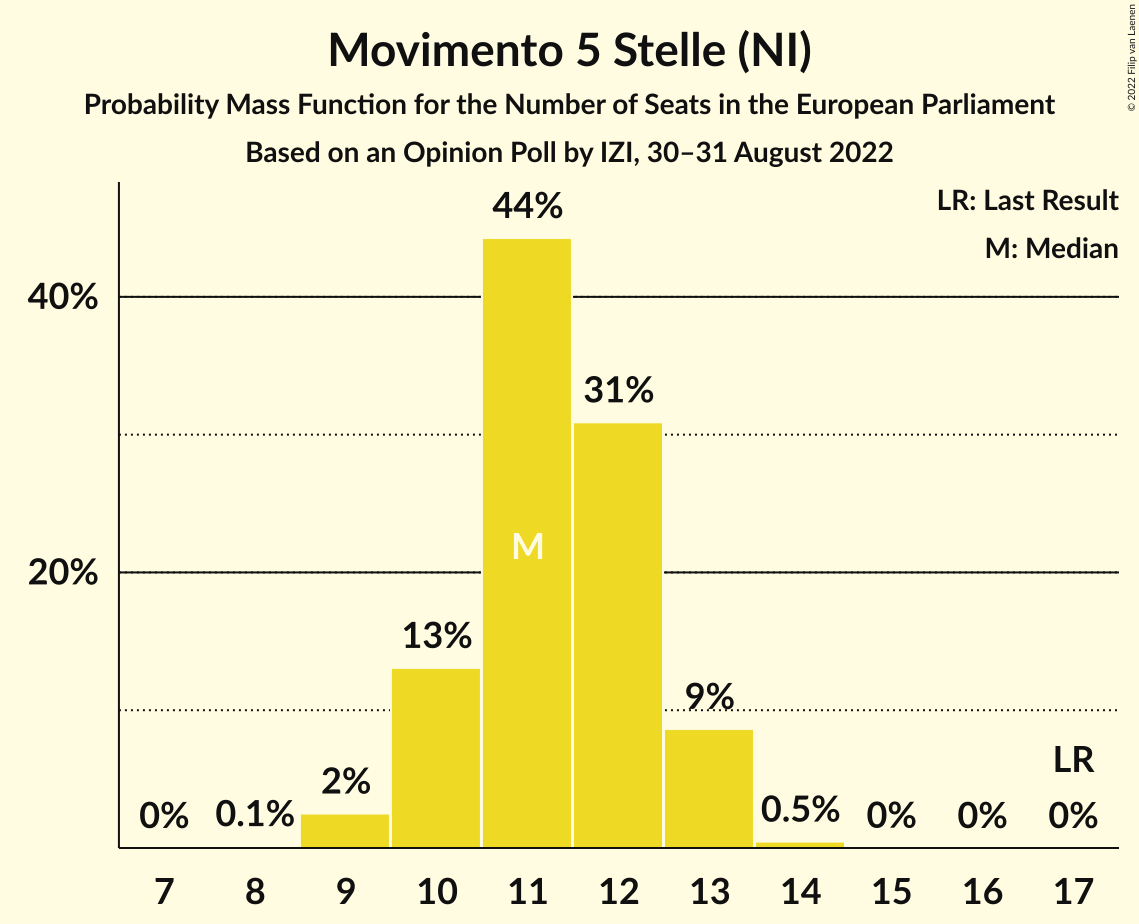 Movimento 5 Stelle (NI)
Probability Mass Function for the Number of Seats in the European Parliament
Based on an Opinion Poll by IZI, 30–31 August 2022
© 2022 Filip van Laenen
LR: Last Result
M: Median
40%
20%
0%
0.1%
2%
13%
44%
M
31%
9%
0.5%
0%
0%
LR
0%
7 8 9 10 11 12 13 14 15 16 17